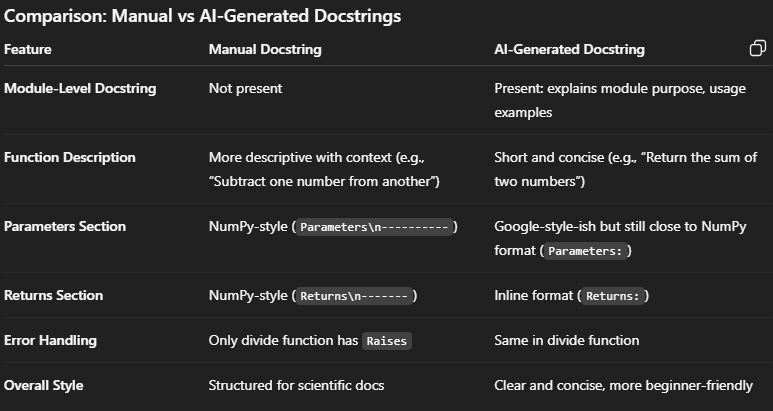 Comparison: Manual vs AI-Generated Docstrings
Feature Manual Docstring AI-Generated Docstring
Module-Level Docstring Not present Present: explains module purpose, usage
examples
Function Description More descriptive with context (e.g., Short and concise (e.g., “Return the sum of
“Subtract one number from another”) two numbers”)
Parameters Section NumPy-style ( Parameters\n---------- ) Google-style-ish but still close to NumPy
format ( Parameters: )
Returns Section NumPy-style ( Returns\n------- ) Inline format ( Returns: )
Error Handling Only divide function has Raises Same in divide function
Overall Style Structured for scientific docs Clear and concise, more beginner-friendly